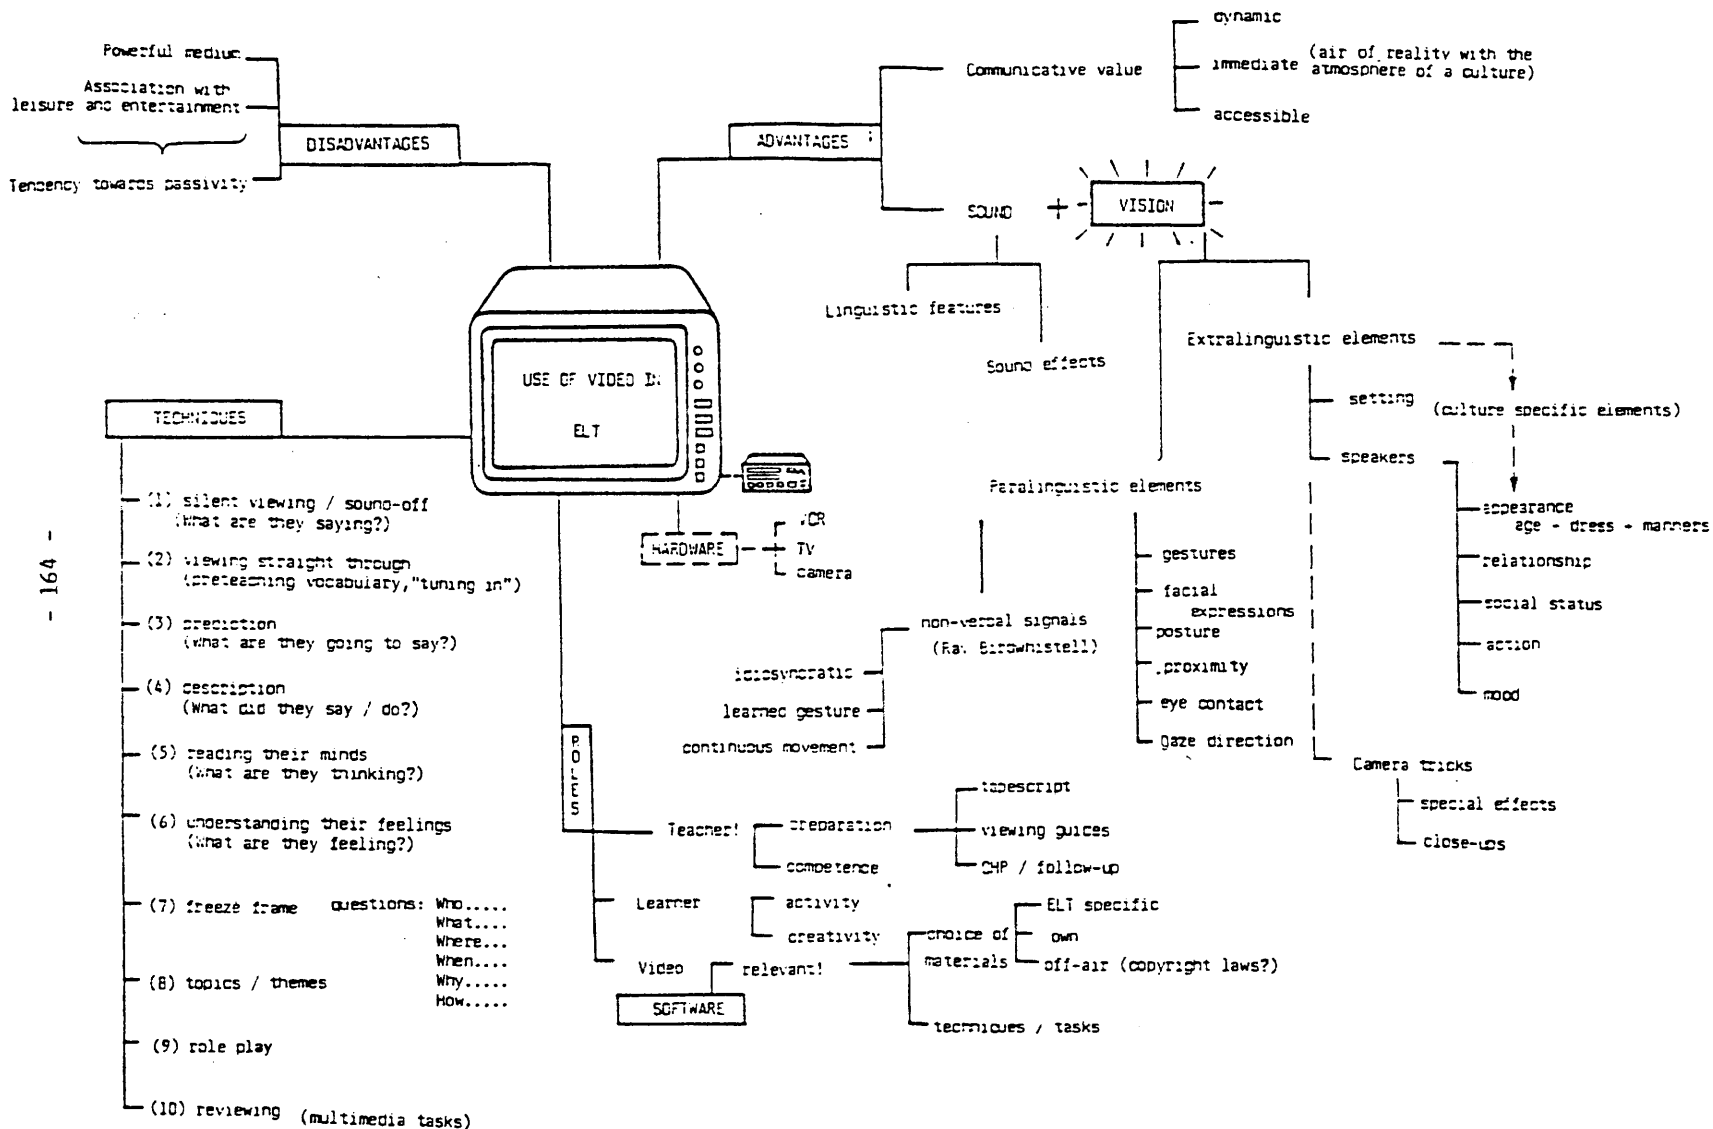 Powerful medium
Association with
leisure and entertainment
Tendency towards passivity
DISADVANTAGES
ADVANTAGES
Communicative value
dynamic
immediate (air of reality with the
atmosphere of a culture)
accessible
SOUND + VISION
Linguistic features
Sound effects
Extralinguistic elements
setting
(culture specific elements)
speakers
appearance
age - dress - manners
relationship
social status
action
mood
Camera tricks
special effects
close-ups
Paralinguistic elements
gestures
facial
expressions
posture
proximity
eye contact
Gaze direction
non-verbal signals
(Ray Birdwhistell)
idiosyncratic
learned gesture
continuous movement
USE OF VIDEO IN
ELT
HARDWARE
VCR
TV
camera
TECHNIQUES
(1) silent viewing / sound-off
(What are they saying?)
(2) viewing straight through
(preteaching vocabulary, "tuning in")
(3) prediction
(What are they going to say?)
(4) description
(What did they say / do?)
(5) reading their minds
(What are they thinking?)
(6) understanding their feelings
(What are they feeling?)
(7) freeze frame questions: Who.....
What....
Where...
When....
Why.....
How.....
(8) topics / themes
(9) role play
(10) reviewing (multimedia tasks)
ROLES
Teacher!
preparation
competence
tapescript
viewing guides
OHP / follow-up
Learner
activity
creativity
Video
relevant!
SOFTWARE
choice of
materials
ELT specific
own
off-air (copyright laws?)
techniques / tasks
- 164 -